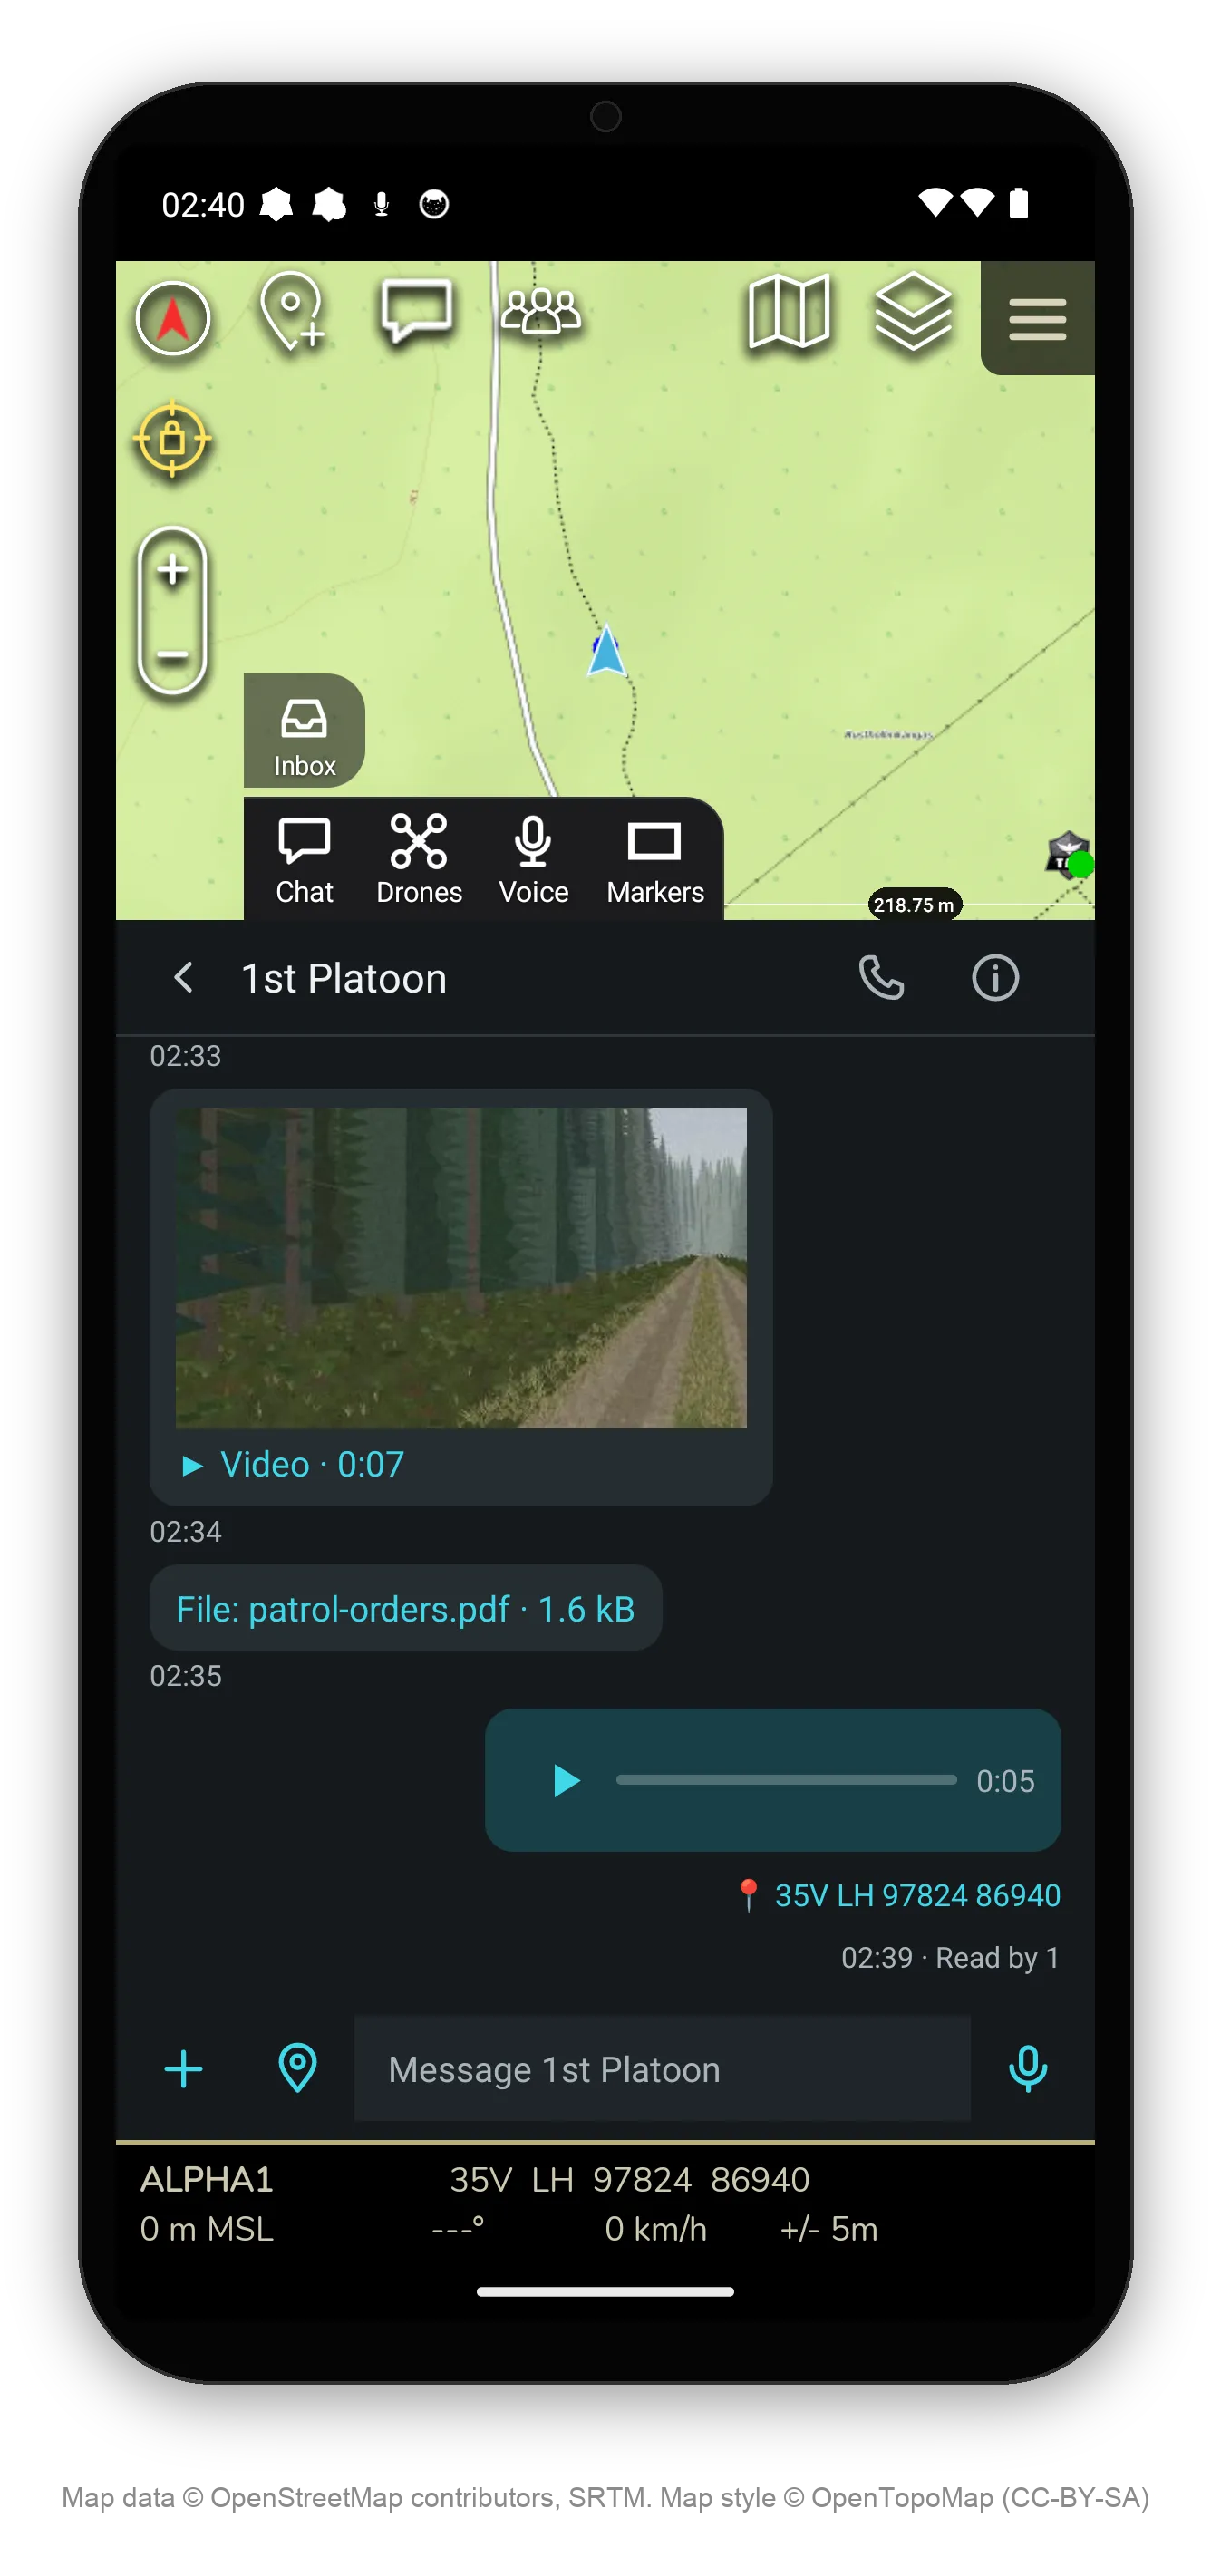 02:40
Inbox
Chat Drones Voice Markers
218.75 m
1st Platoon
02:33
Video · 0:07
02:34
File: patrol-orders.pdf · 1.6 kB
02:35
0:05
35V LH 97824 86940
02:39 · Read by 1
Message 1st Platoon
ALPHA1 35V LH 97824 86940
0 m MSL ---° 0 km/h +/- 5m
Map data © OpenStreetMap contributors, SRTM. Map style © OpenTopoMap (CC-BY-SA)